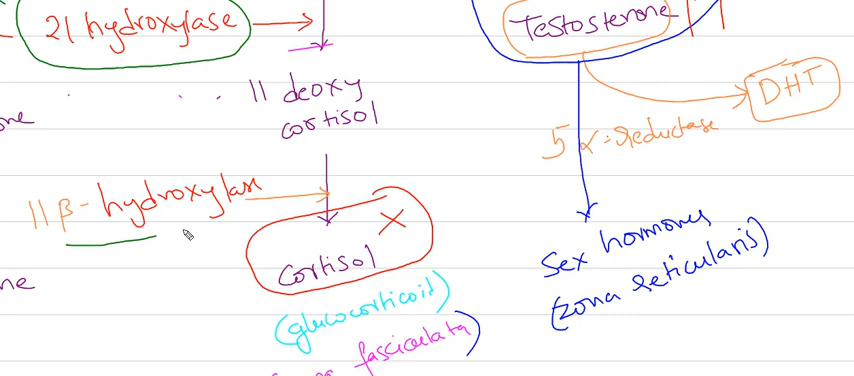 21 hydroxylase
Testosterone
11 deoxy
cortisol
DHT
5 α-reductase
11 β-hydroxylase
Cortisol
(glucocorticoid)
fasciculata)
Sex hormones
(zona reticularis)